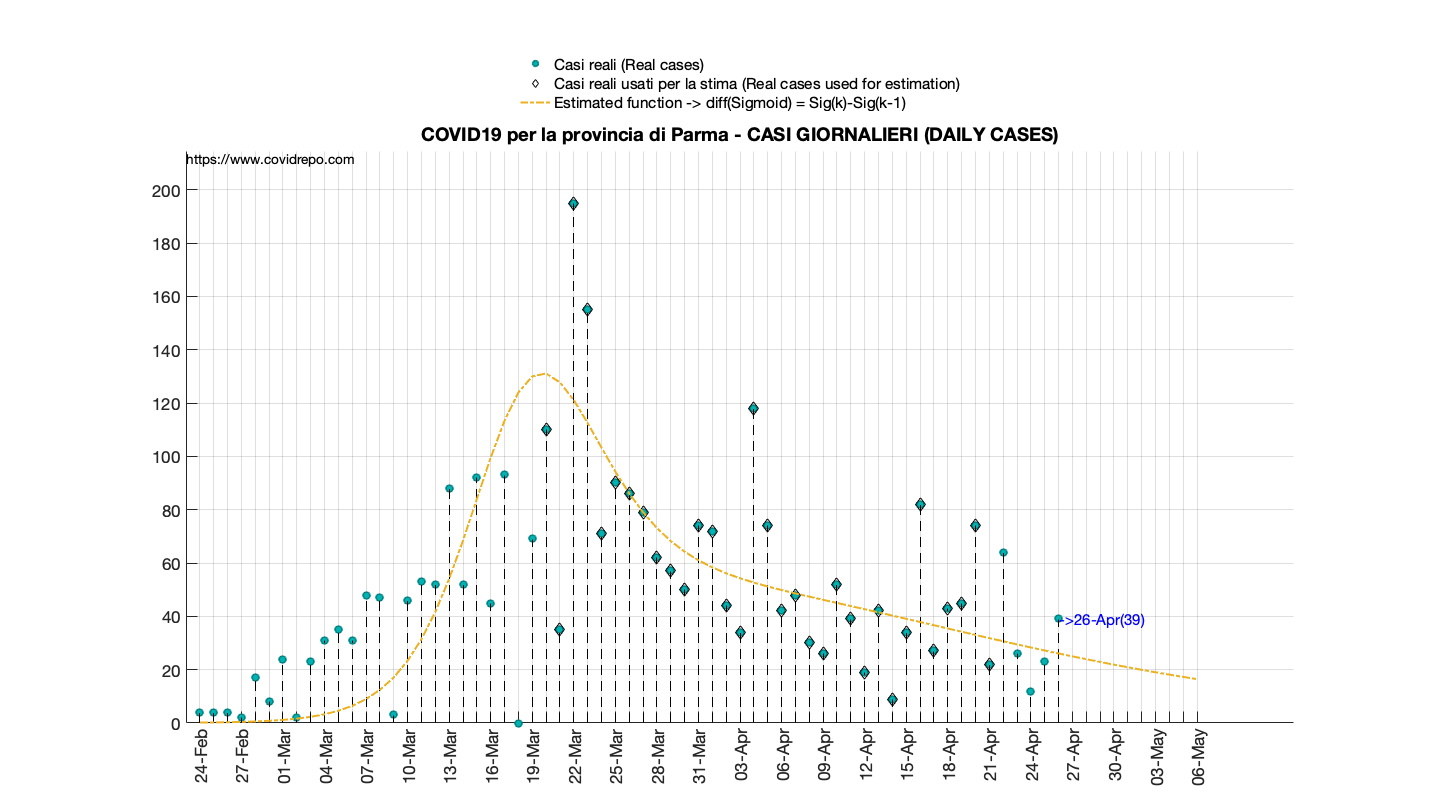 Casi reali (Real cases)
Casi reali usati per la stima (Real cases used for estimation)
Estimated function -> diff(Sigmoid) = Sig(k)-Sig(k-1)
COVID19 per la provincia di Parma - CASI GIORNALIERI (DAILY CASES)
https://www.covidrepo.com
200
180
160
140
120
100
80
60
40
20
0
->26-Apr(39)
24-Feb
27-Feb
01-Mar
04-Mar
07-Mar
10-Mar
13-Mar
16-Mar
19-Mar
22-Mar
25-Mar
28-Mar
31-Mar
03-Apr
06-Apr
09-Apr
12-Apr
15-Apr
18-Apr
21-Apr
24-Apr
27-Apr
30-Apr
03-May
06-May